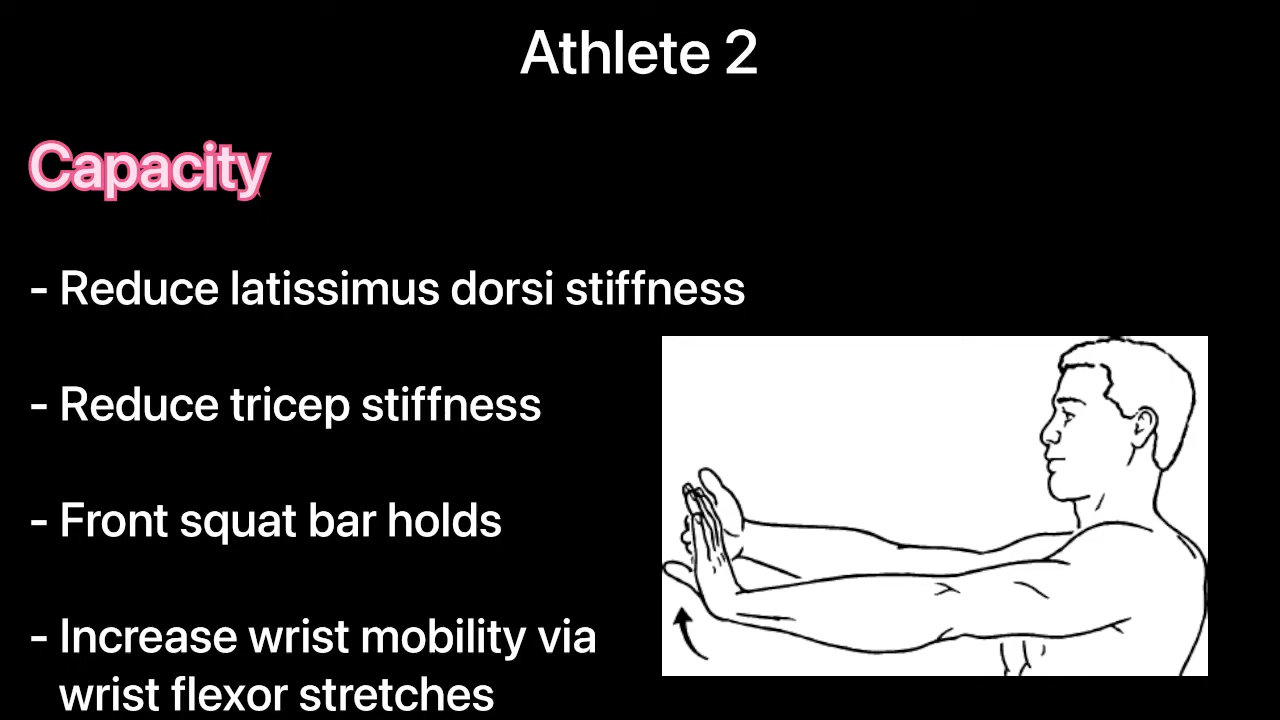 Athlete 2
Capacity
- Reduce latissimus dorsi stiffness
- Reduce tricep stiffness
- Front squat bar holds
- Increase wrist mobility via
wrist flexor stretches